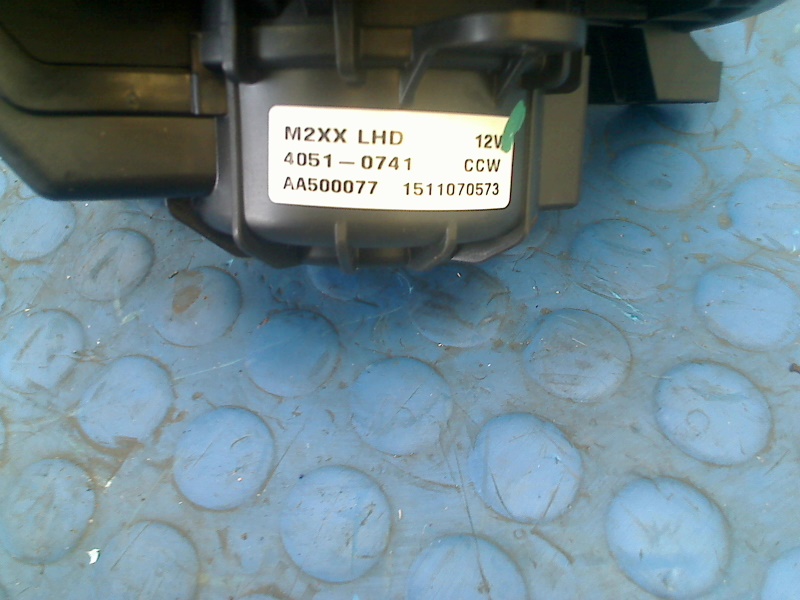 M2XX LHD 12V
4051-0741 CCW
AA500077 1511070573